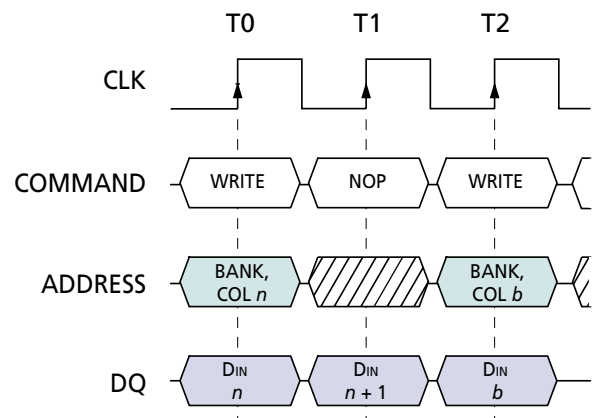 T0 T1 T2
CLK
COMMAND WRITE NOP WRITE
ADDRESS BANK, COL n BANK, COL b
DQ DIN n DIN n + 1 DIN b